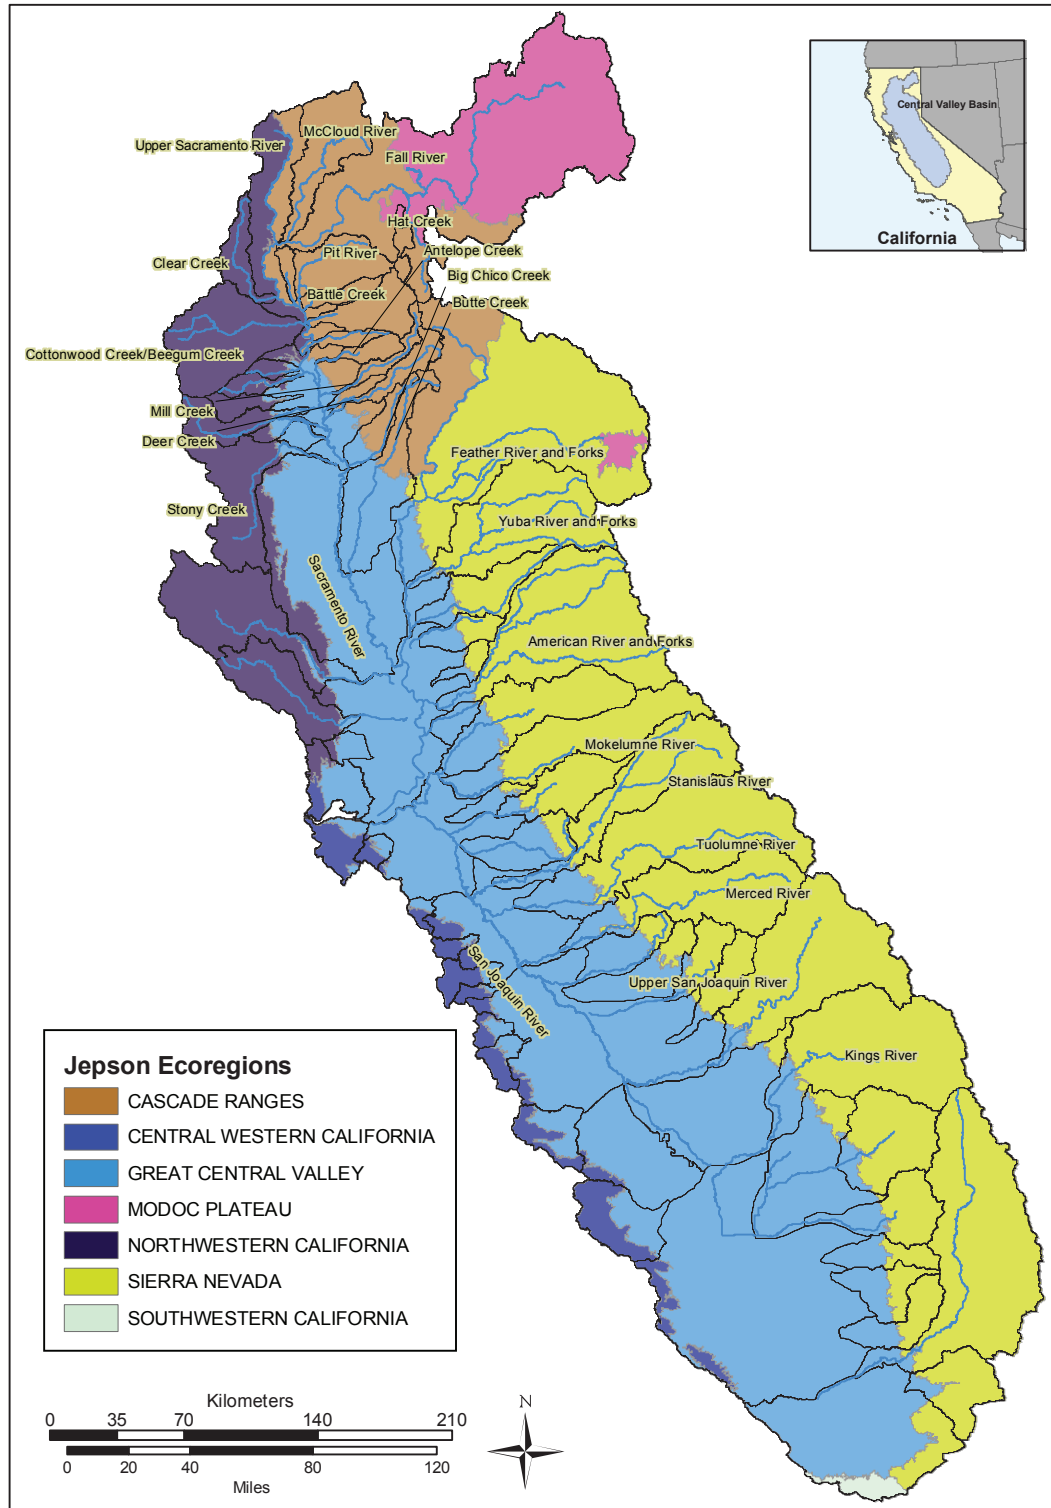 Central Valley Basin
California
McCloud River
Upper Sacramento River
Fall River
Hat Creek
Pit River
Antelope Creek
Clear Creek
Big Chico Creek
Battle Creek
Butte Creek
Cottonwood Creek/Beegum Creek
Mill Creek
Deer Creek
Feather River and Forks
Stony Creek
Yuba River and Forks
Sacramento River
American River and Forks
Mokelumne River
Stanislaus River
Tuolumne River
Merced River
San Joaquin River
Upper San Joaquin River
Kings River
Jepson Ecoregions
CASCADE RANGES
CENTRAL WESTERN CALIFORNIA
GREAT CENTRAL VALLEY
MODOC PLATEAU
NORTHWESTERN CALIFORNIA
SIERRA NEVADA
SOUTHWESTERN CALIFORNIA
Kilometers
0 35 70 140 210
0 20 40 80 120
Miles
N